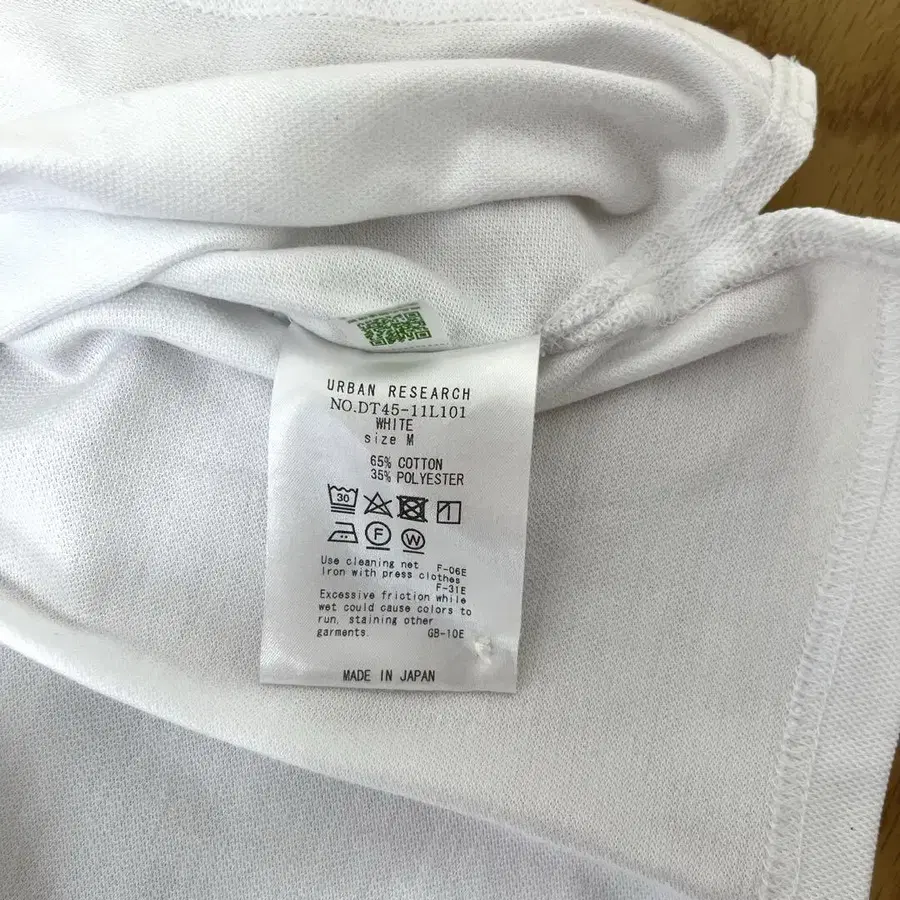 URBAN RESEARCH
NO.DT45-11L101
WHITE
size M
65% COTTON
35% POLYESTER
30
F W
Use cleaning net F-06E
Iron with press clothes
F-31E
Excessive friction while
wet could cause colors to
run, staining other
garments. GB-10E
MADE IN JAPAN